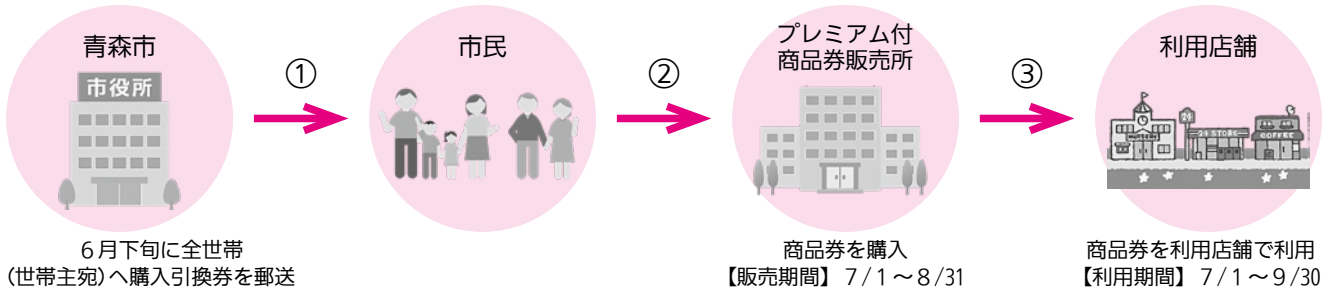 青森市
市役所
①
市民
②
プレミアム付
商品券販売所
③
利用店舗
NURSERY
24
24 STORE
COFFEE
6月下旬に全世帯
(世帯主宛)へ購入引換券を郵送
商品券を購入
【販売期間】7/1〜8/31
商品券を利用店舗で利用
【利用期間】7/1〜9/30